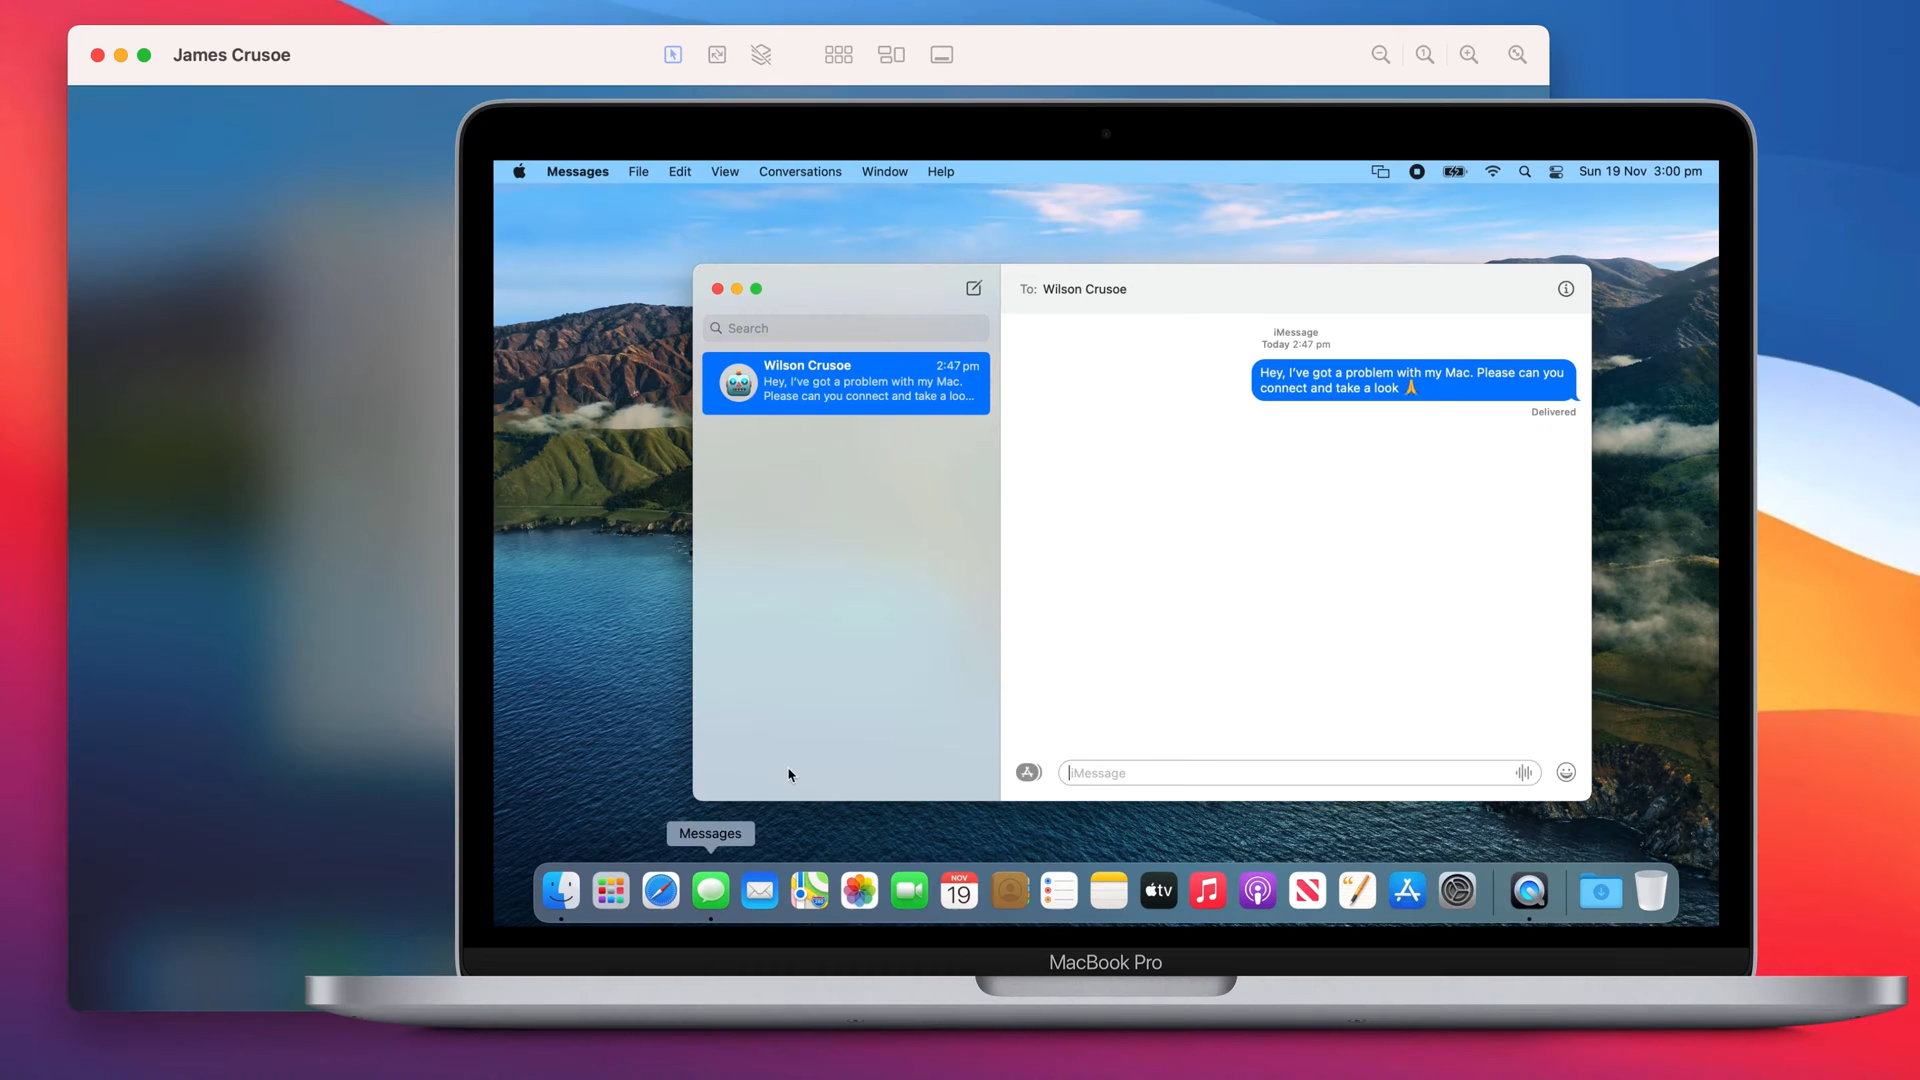 James Crusoe
Messages File Edit View Conversations Window Help
Sun 19 Nov 3:00 pm
Search
Wilson Crusoe 2:47 pm
Hey, I've got a problem with my Mac.
Please can you connect and take a loo...
To: Wilson Crusoe
iMessage
Today 2:47 pm
Hey, I've got a problem with my Mac. Please can you
connect and take a look 🙏
Delivered
iMessage
Messages
NOV
19
tv
MacBook Pro